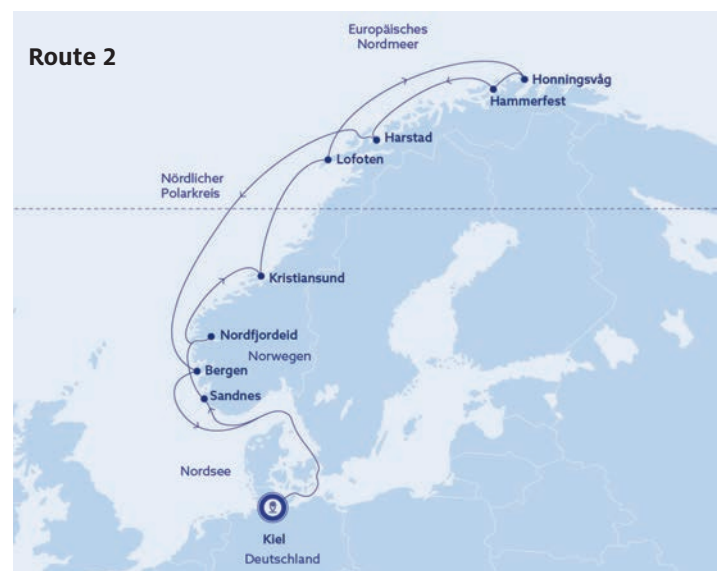 Route 2
Europäisches
Nordmeer
Honningsvåg
Hammerfest
Harstad
Lofoten
Nördlicher
Polarkreis
Kristiansund
Nordfjordeid
Norwegen
Bergen
Sandnes
Nordsee
Kiel
Deutschland